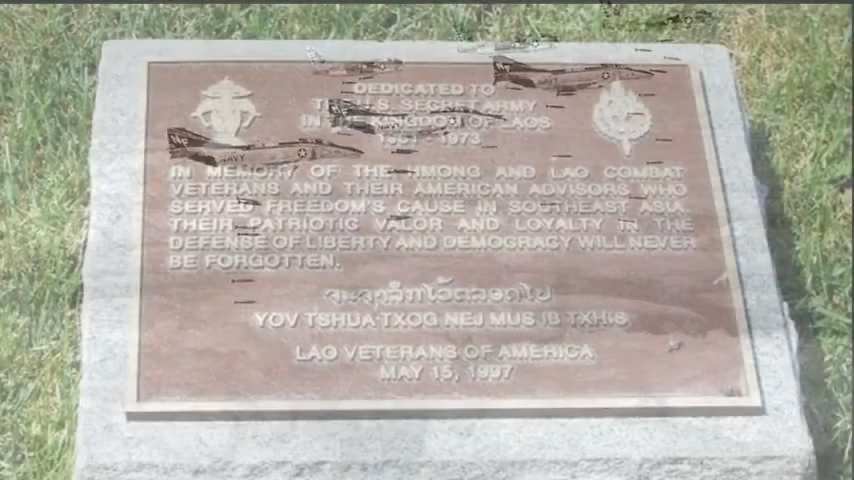 DEDICATED TO
THE U.S. SECRET ARMY
IN THE KINGDOM OF LAOS
1961 - 1973
IN MEMORY OF THE HMONG AND LAO COMBAT
VETERANS AND THEIR AMERICAN ADVISORS WHO
SERVED FREEDOM'S CAUSE IN SOUTHEAST ASIA.
THEIR PATRIOTIC VALOR AND LOYALTY IN THE
DEFENSE OF LIBERTY AND DEMOCRACY WILL NEVER
BE FORGOTTEN.
YOV TSHUA TXOG NEJ MUS IB TXHIS
LAO VETERANS OF AMERICA
MAY 15, 1997
NAVY
NAVY
NF